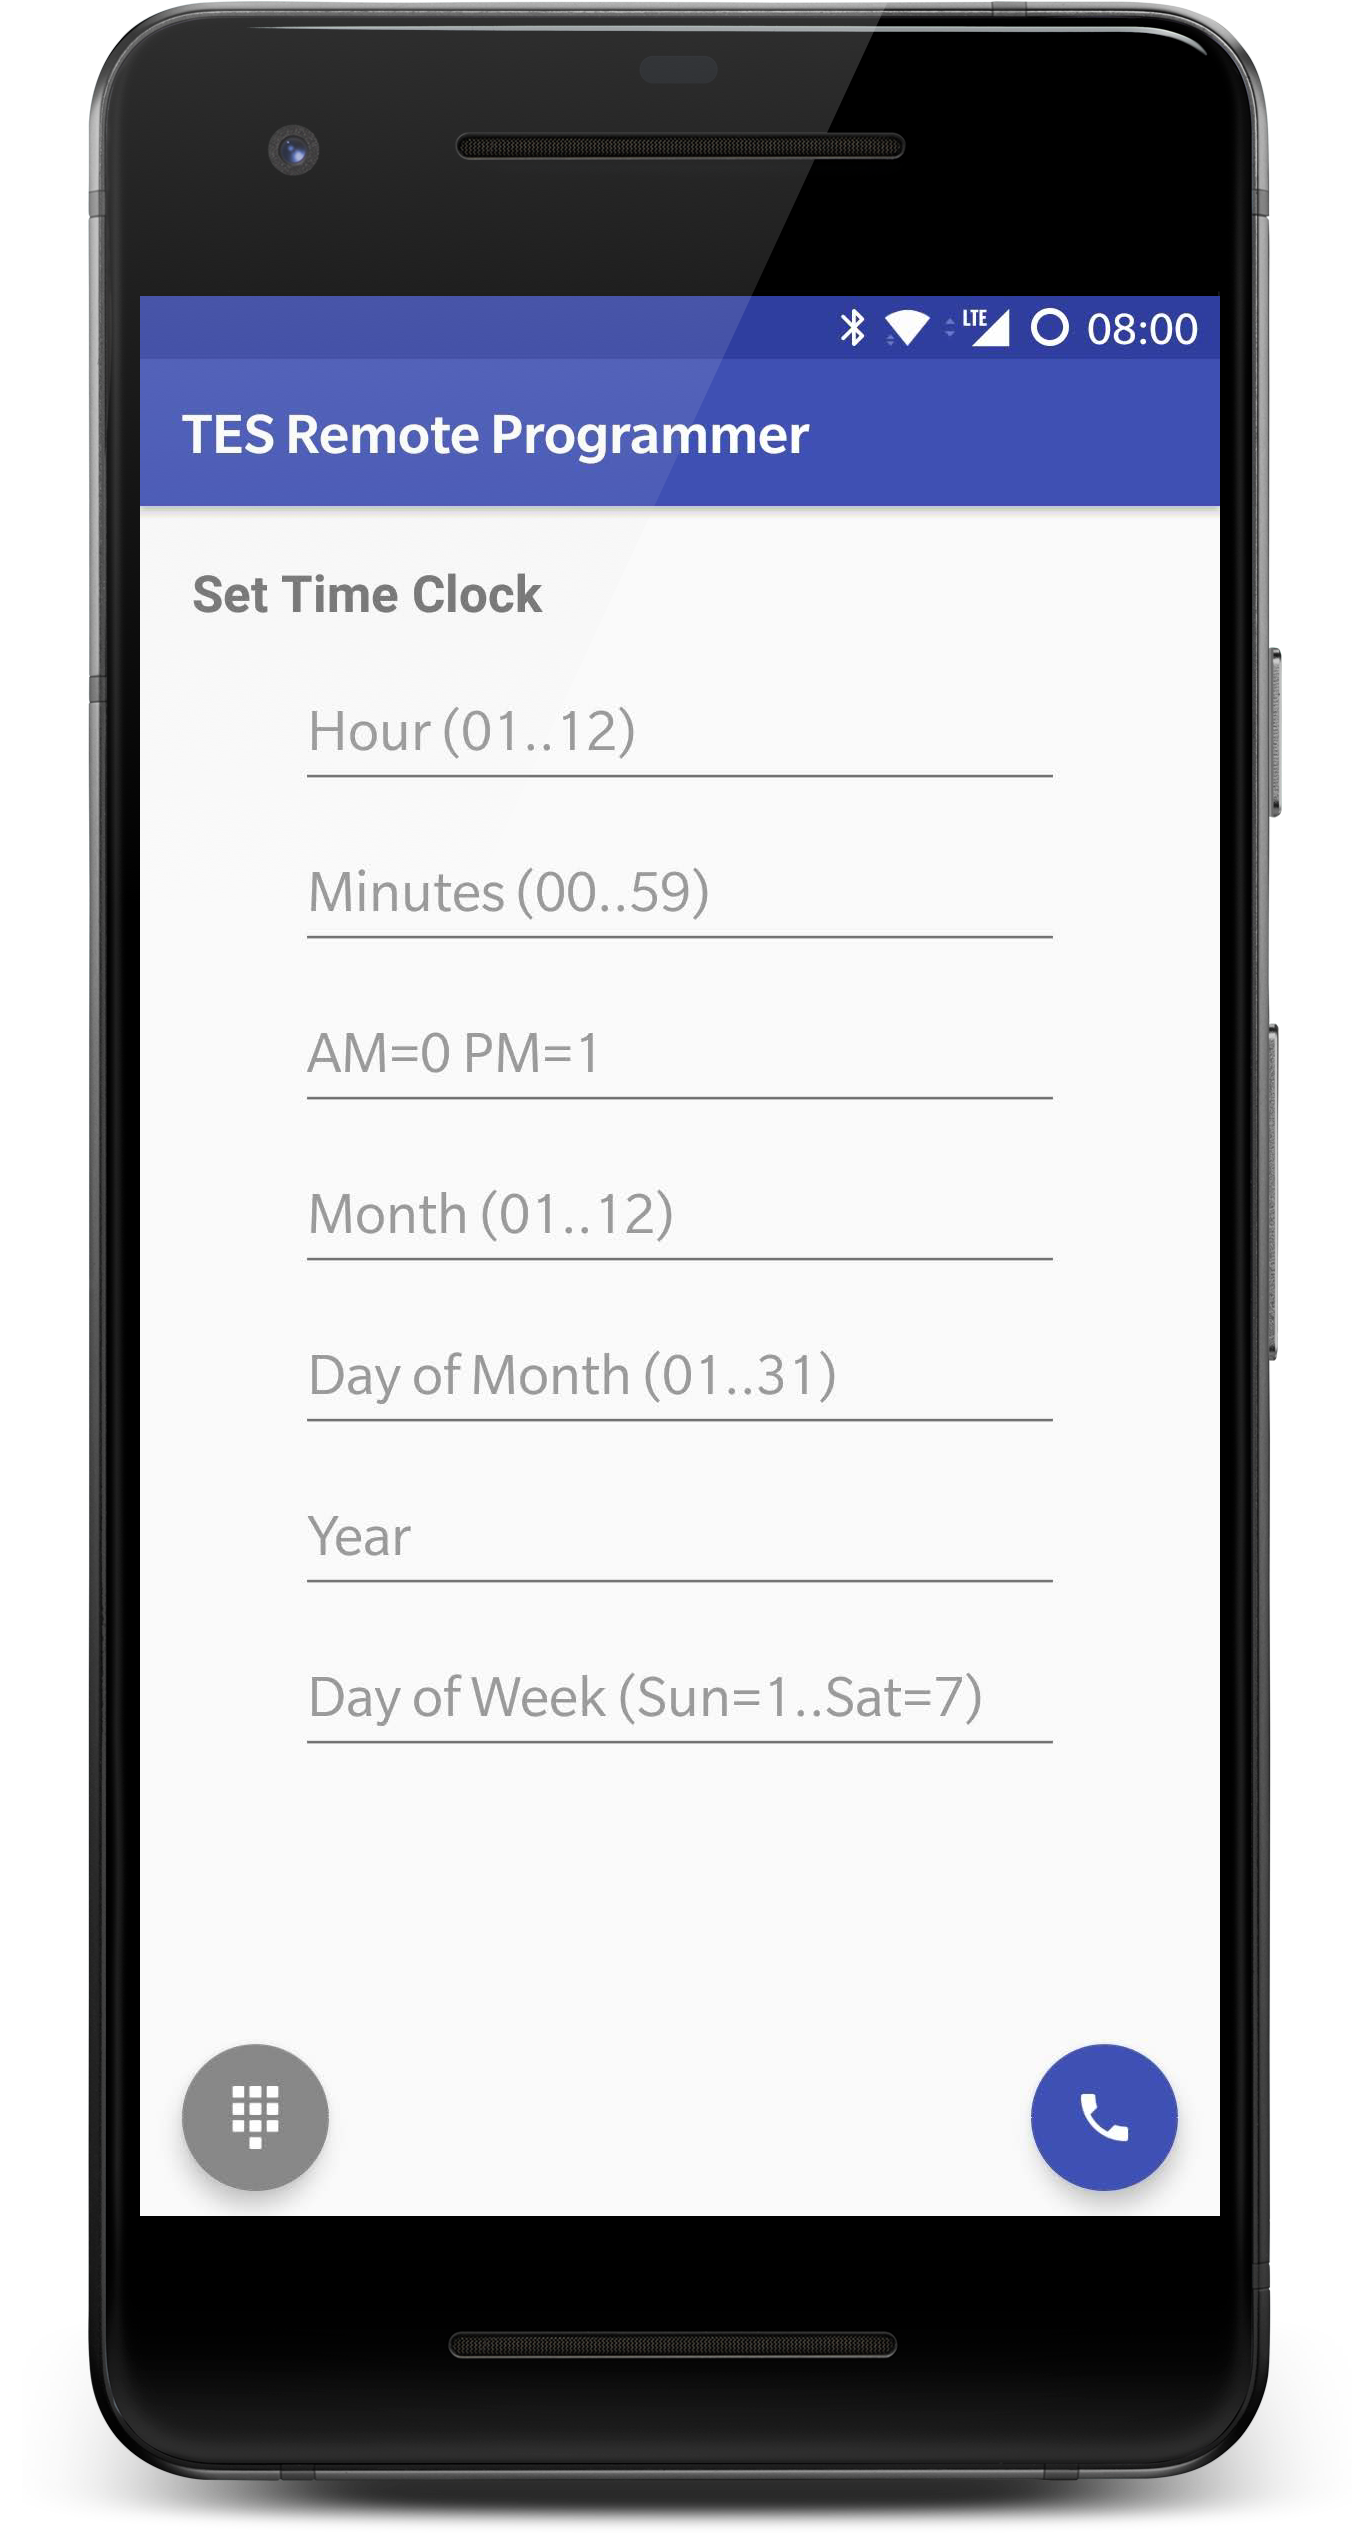 LTE 08:00
TES Remote Programmer
Set Time Clock
Hour (01..12)
Minutes (00..59)
AM=0 PM=1
Month (01..12)
Day of Month (01..31)
Year
Day of Week (Sun=1..Sat=7)